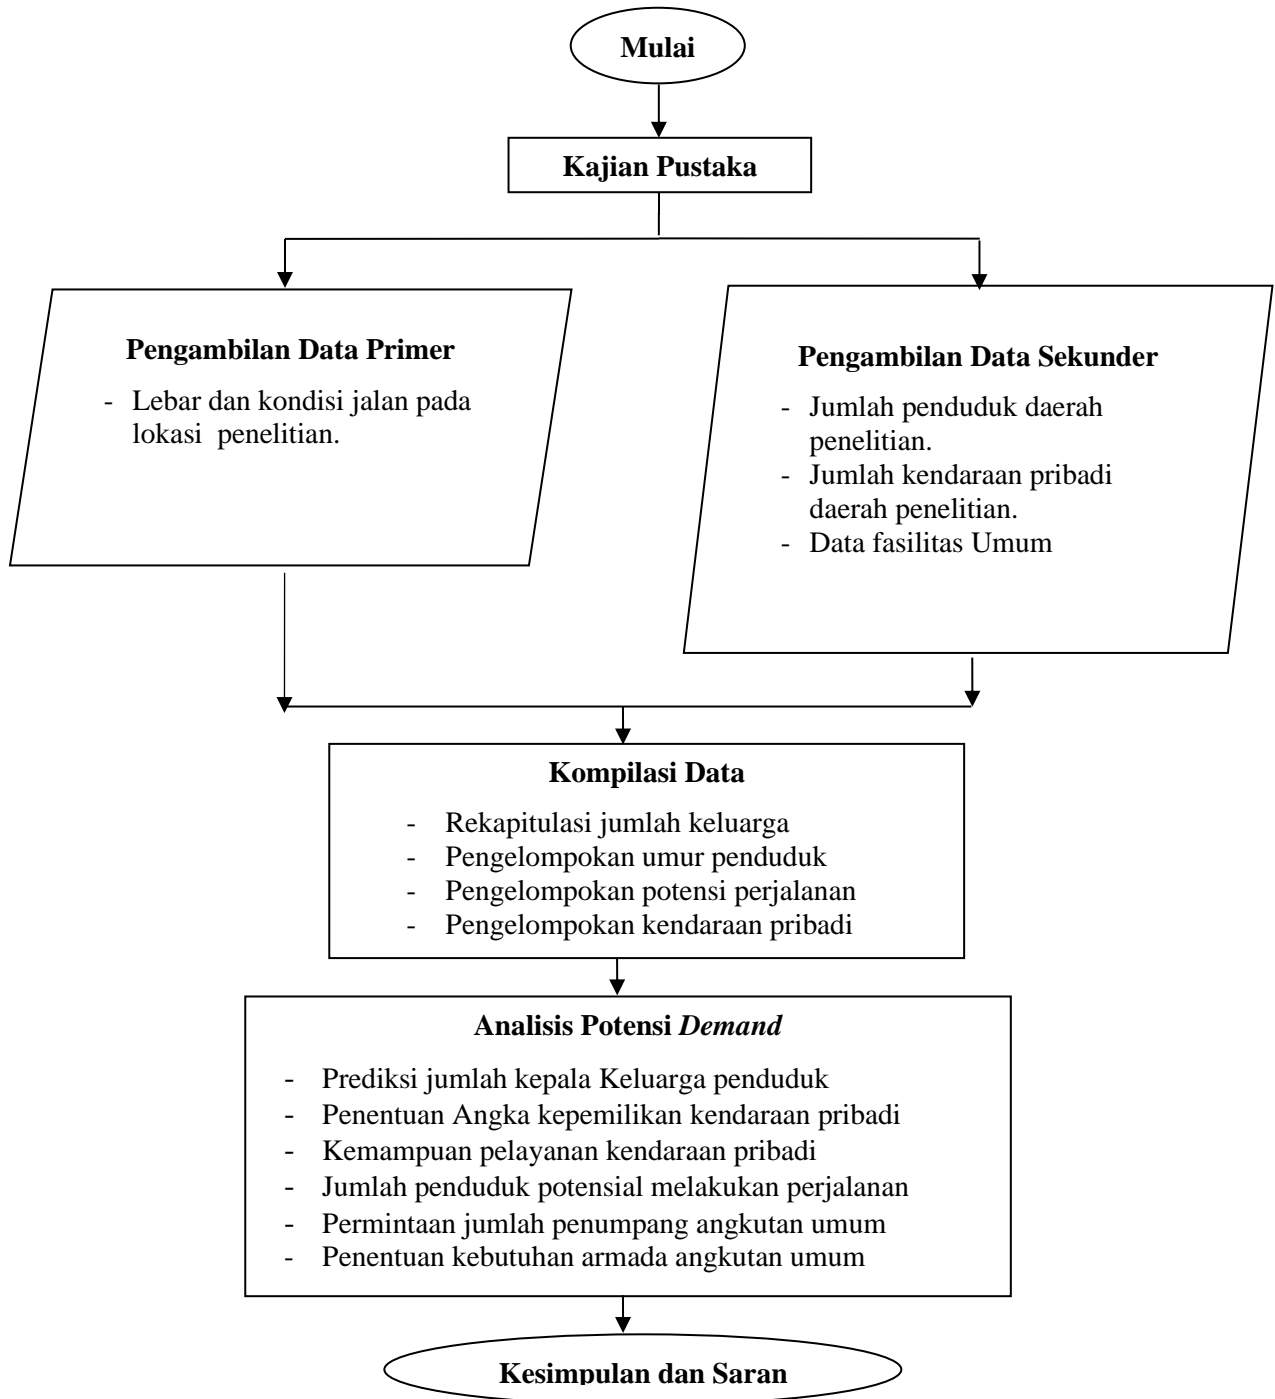 Mulai
Kajian Pustaka
Pengambilan Data Primer
- Lebar dan kondisi jalan pada
lokasi penelitian.
Pengambilan Data Sekunder
- Jumlah penduduk daerah
penelitian.
- Jumlah kendaraan pribadi
daerah penelitian.
- Data fasilitas Umum
Kompilasi Data
- Rekapitulasi jumlah keluarga
- Pengelompokan umur penduduk
- Pengelompokan potensi perjalanan
- Pengelompokan kendaraan pribadi
Analisis Potensi Demand
- Prediksi jumlah kepala Keluarga penduduk
- Penentuan Angka kepemilikan kendaraan pribadi
- Kemampuan pelayanan kendaraan pribadi
- Jumlah penduduk potensial melakukan perjalanan
- Permintaan jumlah penumpang angkutan umum
- Penentuan kebutuhan armada angkutan umum
Kesimpulan dan Saran